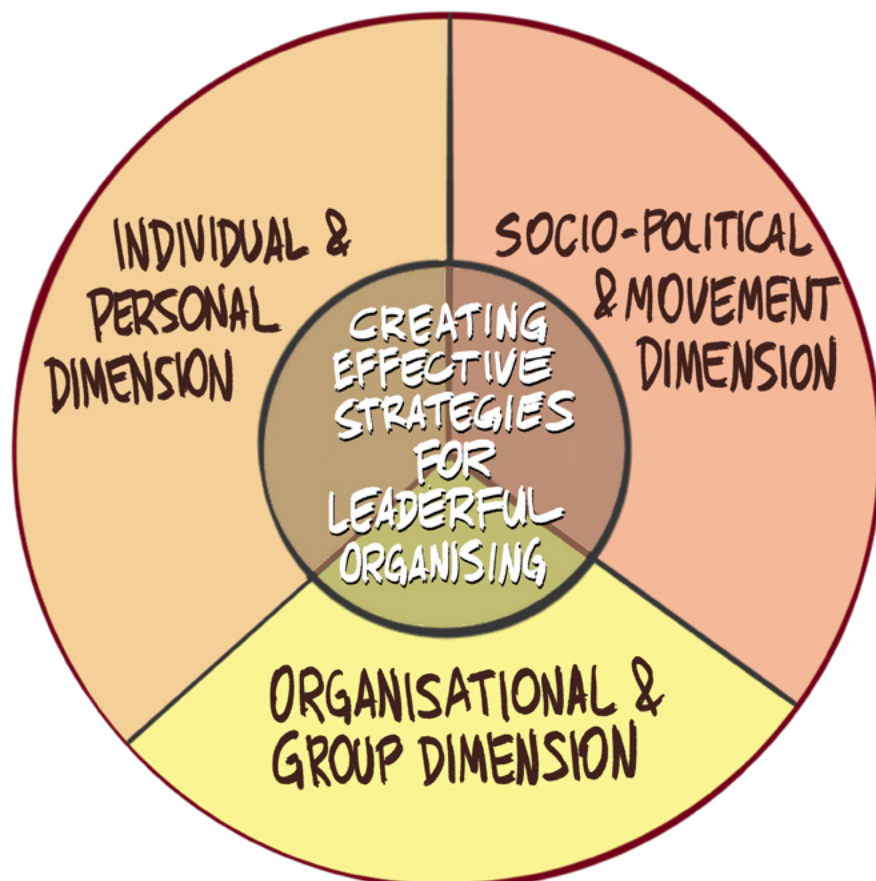 INDIVIDUAL &
PERSONAL
DIMENSION
SOCIO-POLITICAL
& MOVEMENT
DIMENSION
CREATING
EFFECTIVE
STRATEGIES
FOR
LEADERFUL
ORGANISING
ORGANISATIONAL &
GROUP DIMENSION